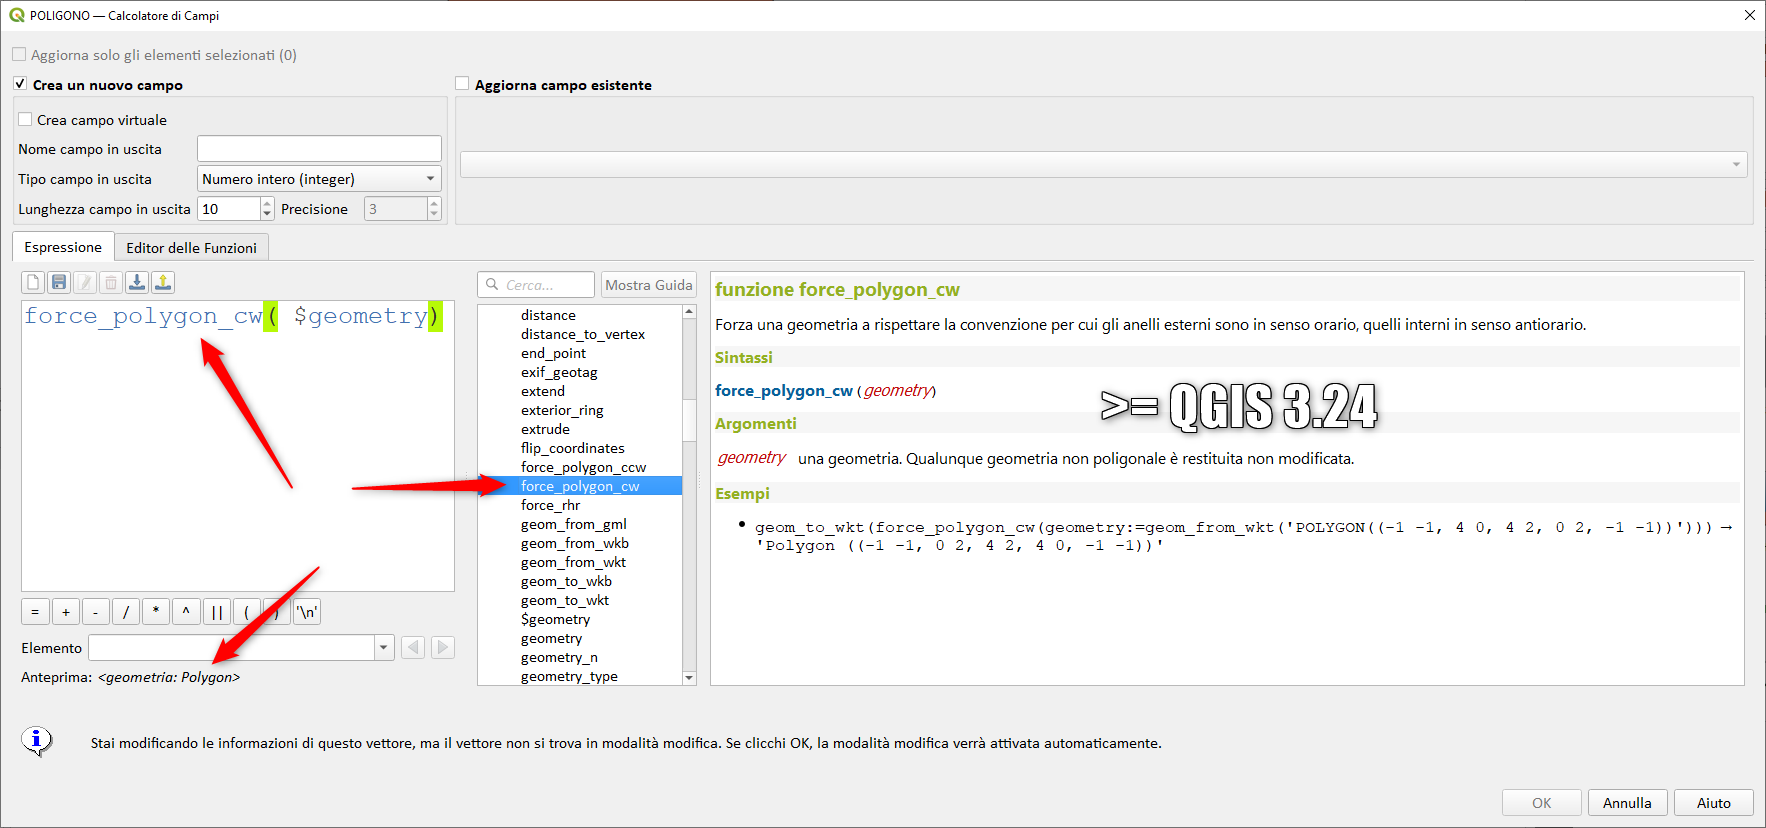 POLIGONO — Calcolatore di Campi
Aggiorna solo gli elementi selezionati (0)
Crea un nuovo campo
Aggiorna campo esistente
Crea campo virtuale
Nome campo in uscita
Tipo campo in uscita Numero intero (integer)
Lunghezza campo in uscita 10 Precisione 3
Espressione Editor delle Funzioni
Cerca... Mostra Guida
force_polygon_cw( $geometry)
distance
distance_to_vertex
end_point
exif_geotag
extend
exterior_ring
extrude
flip_coordinates
force_polygon_ccw
force_polygon_cw
force_rhr
geom_from_gml
geom_from_wkb
geom_from_wkt
geom_to_wkb
geom_to_wkt
$geometry
geometry
geometry_n
geometry_type
funzione force_polygon_cw
Forza una geometria a rispettare la convenzione per cui gli anelli esterni sono in senso orario, quelli interni in senso antiorario.
Sintassi
force_polygon_cw (geometry)
>= QGIS 3.24
Argomenti
geometry una geometria. Qualunque geometria non poligonale è restituita non modificata.
Esempi
• geom_to_wkt(force_polygon_cw(geometry:=geom_from_wkt('POLYGON((-1 -1, 4 0, 4 2, 0 2, -1 -1))'))) →
'Polygon ((-1 -1, 0 2, 4 2, 4 0, -1 -1))'
= + - / * ^ || ( ) '\n'
Elemento
Anteprima: <geometria: Polygon>
Stai modificando le informazioni di questo vettore, ma il vettore non si trova in modalità modifica. Se clicchi OK, la modalità modifica verrà attivata automaticamente.
OK Annulla Aiuto